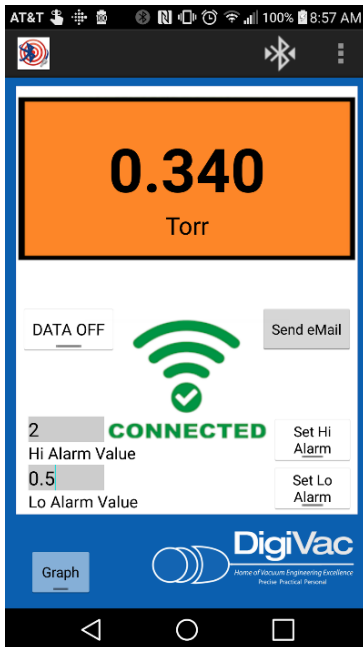 AT&T 100% 8:57 AM
0.340
Torr
DATA OFF
Send eMail
CONNECTED
2
Hi Alarm Value
Set Hi
Alarm
0.5
Lo Alarm Value
Set Lo
Alarm
Graph
DigiVac
Home of Vacuum Engineering Excellence
Precise Practical Personal